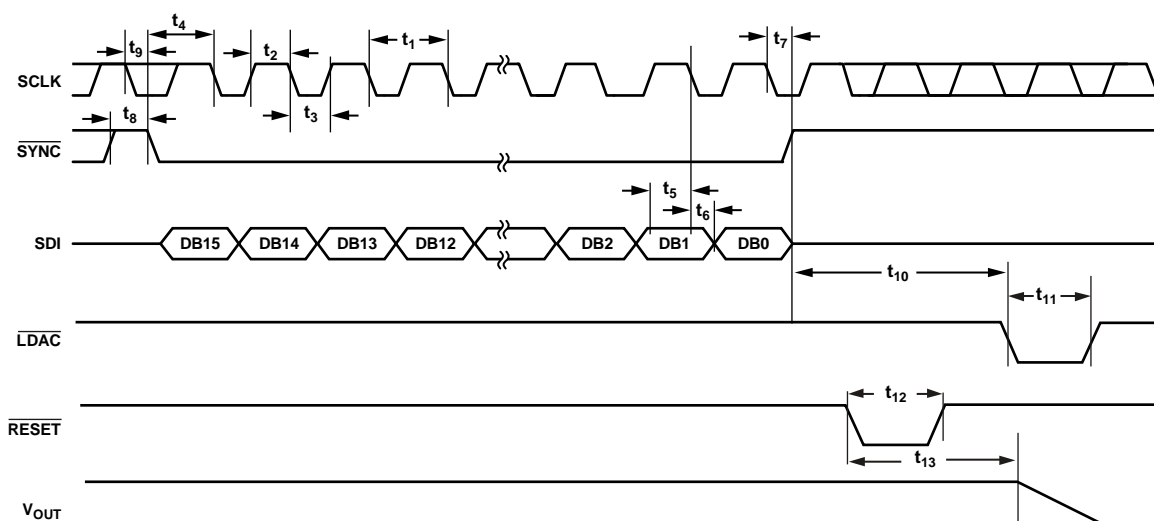 t4
t9
t2
t1
t7
SCLK
t3
t8
SYNC
t5
t6
SDI
DB15
DB14
DB13
DB12
DB2
DB1
DB0
t10
t11
LDAC
t12
RESET
t13
VOUT